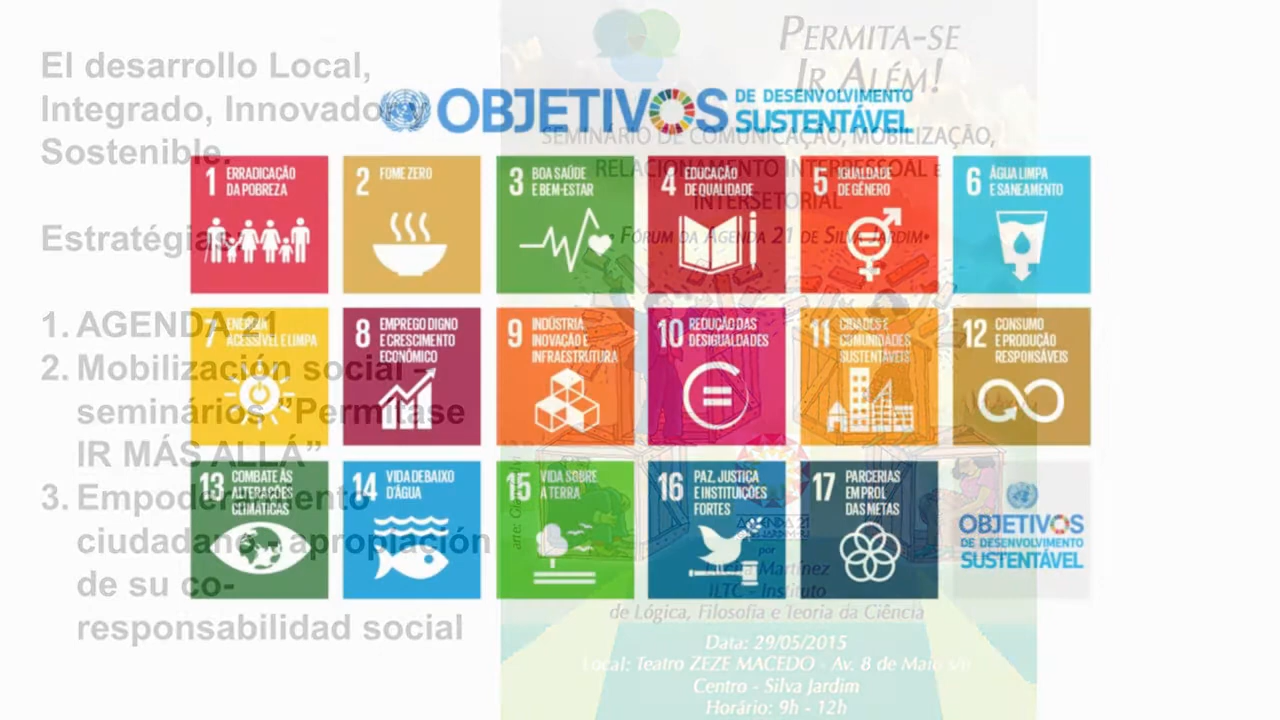 El desarrollo Local,
Integrado, Innovador y
Sostenible.
Estratégias
1. AGENDA 21
2. Mobilización social -
seminários "Permitase
IR MÁS ALLÁ”
3. Empoderamiento
ciudadano, apropiación
de su co-
responsabilidad social
PERMITA-SE
IR ALÉM!
SEMINÁRIO DE COMUNICAÇÃO, MOBILIZAÇÃO,
RELACIONAMENTO INTERPESSOAL E
INTERSETORIAL
• FÓRUM DA AGENDA 21 DE SILVA JARDIM•
OBJETIVOS
DE DESENVOLVIMENTO
SUSTENTÁVEL
1 ERRADICAÇÃO
DA POBREZA
2 FOME ZERO
3 BOA SAÚDE
E BEM-ESTAR
4 EDUCAÇÃO
DE QUALIDADE
5 IGUALDADE
DE GÊNERO
6 ÁGUA LIMPA
E SANEAMENTO
7 ENERGIA
ACESSÍVEL E LIMPA
8 EMPREGO DIGNO
E CRESCIMENTO
ECONÔMICO
9 INDÚSTRIA
INOVAÇÃO E
INFRAESTRUTURA
10 REDUÇÃO DAS
DESIGUALDADES
11 CIDADES E
COMUNIDADES
SUSTENTÁVEIS
12 CONSUMO
E PRODUÇÃO
RESPONSÁVEIS
13 COMBATE ÀS
ALTERAÇÕES
CLIMÁTICAS
14 VIDA DEBAIXO
D'ÁGUA
15 VIDA SOBRE
A TERRA
16 PAZ, JUSTIÇA
E INSTITUIÇÕES
FORTES
17 PARCERIAS
EM PROL
DAS METAS
OBJETIVOS
DE DESENVOLVIMENTO
SUSTENTÁVEL
arte:
AGENDA 21
por
Martínez
ILTC - Instituto
de Lógica, Filosofia e Teoria da Ciência
Data: 29/05/2015
Local: Teatro ZEZE MACEDO - Av. 8 de Maio s/n
Centro - Silva Jardim
Horário: 9h - 12h